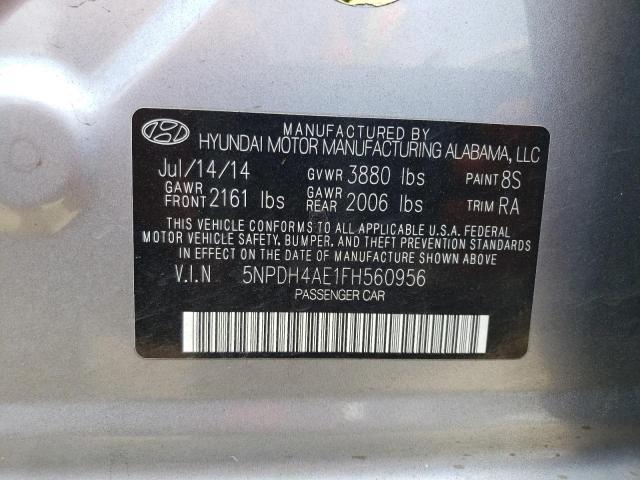 MANUFACTURED BY
HYUNDAI MOTOR MANUFACTURING ALABAMA, LLC
Jul/14/14 GVWR 3880 lbs PAINT 8S
GAWR FRONT 2161 lbs GAWR REAR 2006 lbs TRIM RA
THIS VEHICLE CONFORMS TO ALL APPLICABLE U.S.A. FEDERAL
MOTOR VEHICLE SAFETY, BUMPER, AND THEFT PREVENTION STANDARDS
IN EFFECT ON THE DATE OF MANUFACTURE SHOWN ABOVE.
V.I.N 5NPDH4AE1FH560956
PASSENGER CAR